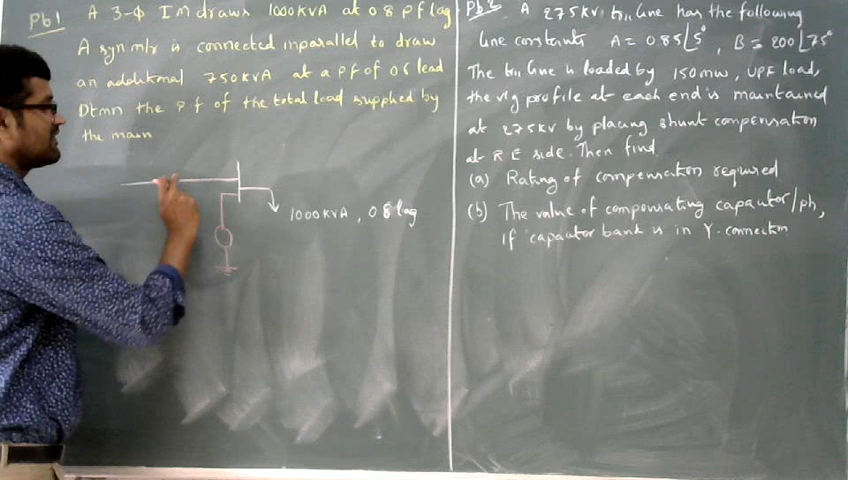 Pb1 A 3-Φ IM draws 1000KVA at 0.8 Pf lag
A syn m/r is connected inparallel to draw
an additional 750KVA at a pf of 0.6 lead
Dtmn the Pf of the total load supplied by
the main
1000KVA, 0.8 lag
Pb2 A 275KV tr. line has the following
line constants A = 0.85∠5°, B = 200∠75°
The tr. line is loaded by 150MW, UPF load,
the vlg profile at each end is maintained
at 275KV by placing shunt compensation
at RE side. Then find
(a) Rating of compensation required
(b) The value of compensating capacitor/ph,
if capacitor bank is in Y-connectn